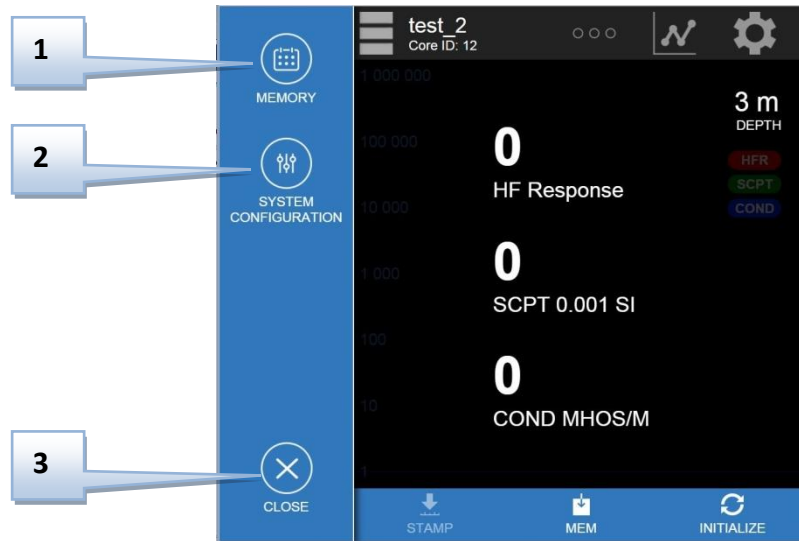 1
MEMORY
2
SYSTEM
CONFIGURATION
3
CLOSE
test_2
Core ID: 12
1 000 000
100 000
10 000
1 000
100
10
1
3 m
DEPTH
HFR
SCPT
COND
0
HF Response
0
SCPT 0.001 SI
0
COND MHOS/M
STAMP
MEM
INITIALIZE